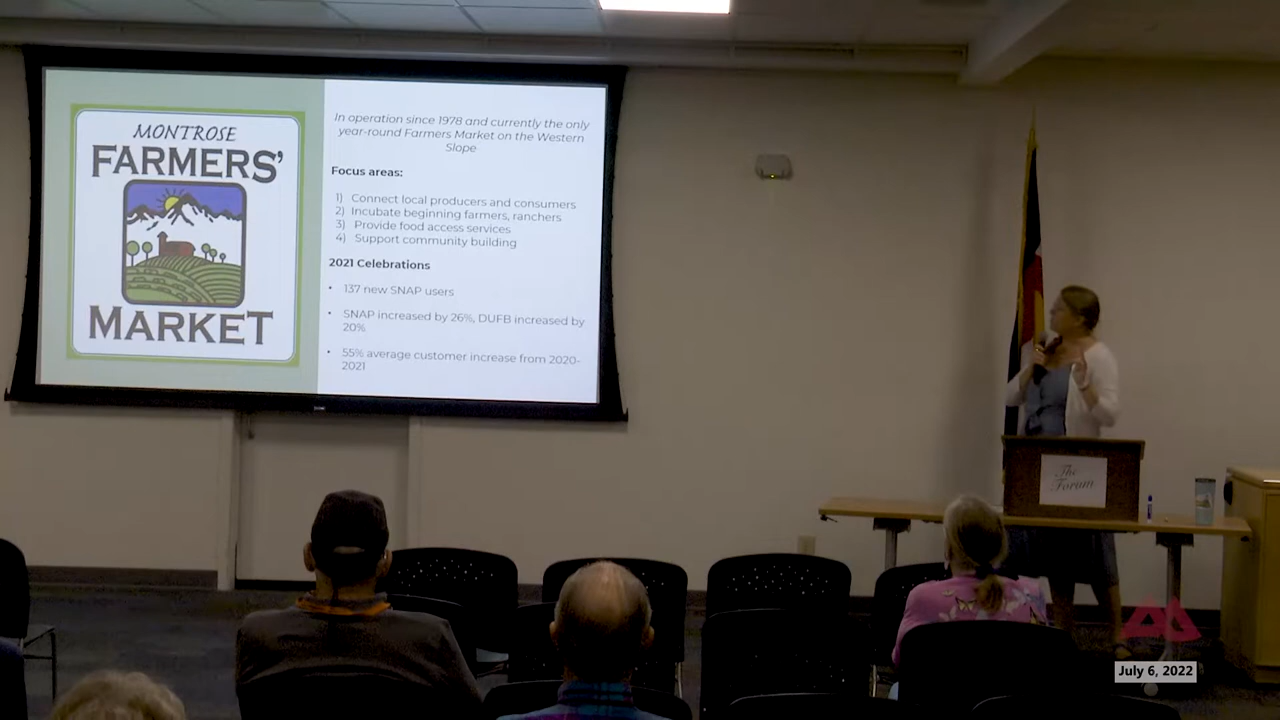 MONTROSE
FARMERS'
MARKET
In operation since 1978 and currently the only
year-round Farmers Market on the Western
Slope
Focus areas:
1) Connect local producers and consumers
2) Incubate beginning farmers, ranchers
3) Provide food access services
4) Support community building
2021 Celebrations
• 137 new SNAP users
• SNAP increased by 26%, DUFB increased by
20%
• 55% average customer increase from 2020-
2021
The
Forum
July 6, 2022